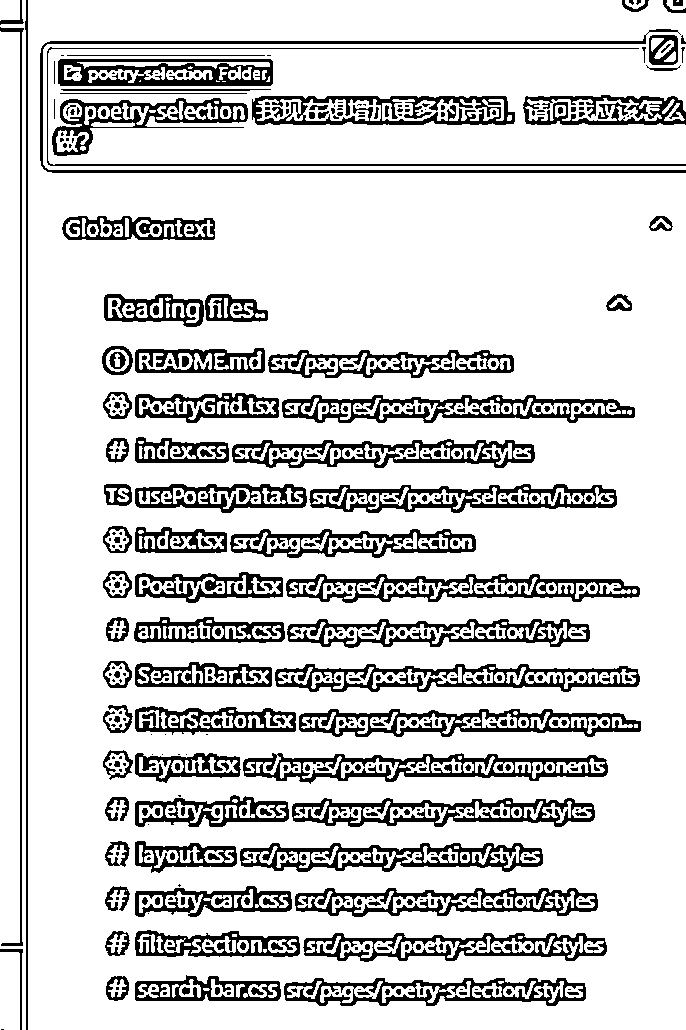 poetry-selection Folder
@poetry-selection 我现在想增加更多的诗词，请问我应该怎么
做?
Global Context
Reading files..
README.md src/pages/poetry-selection
PoetryGrid.tsx src/pages/poetry-selection/compone...
# index.css src/pages/poetry-selection/styles
TS usePoetryData.ts src/pages/poetry-selection/hooks
index.tsx src/pages/poetry-selection
PoetryCard.tsx src/pages/poetry-selection/compone...
# animations.css src/pages/poetry-selection/styles
SearchBar.tsx src/pages/poetry-selection/components
FilterSection.tsx src/pages/poetry-selection/compon...
Layout.tsx src/pages/poetry-selection/components
# poetry-grid.css src/pages/poetry-selection/styles
# layout.css src/pages/poetry-selection/styles
# poetry-card.css src/pages/poetry-selection/styles
# filter-section.css src/pages/poetry-selection/styles
# search-bar.css src/pages/poetry-selection/styles